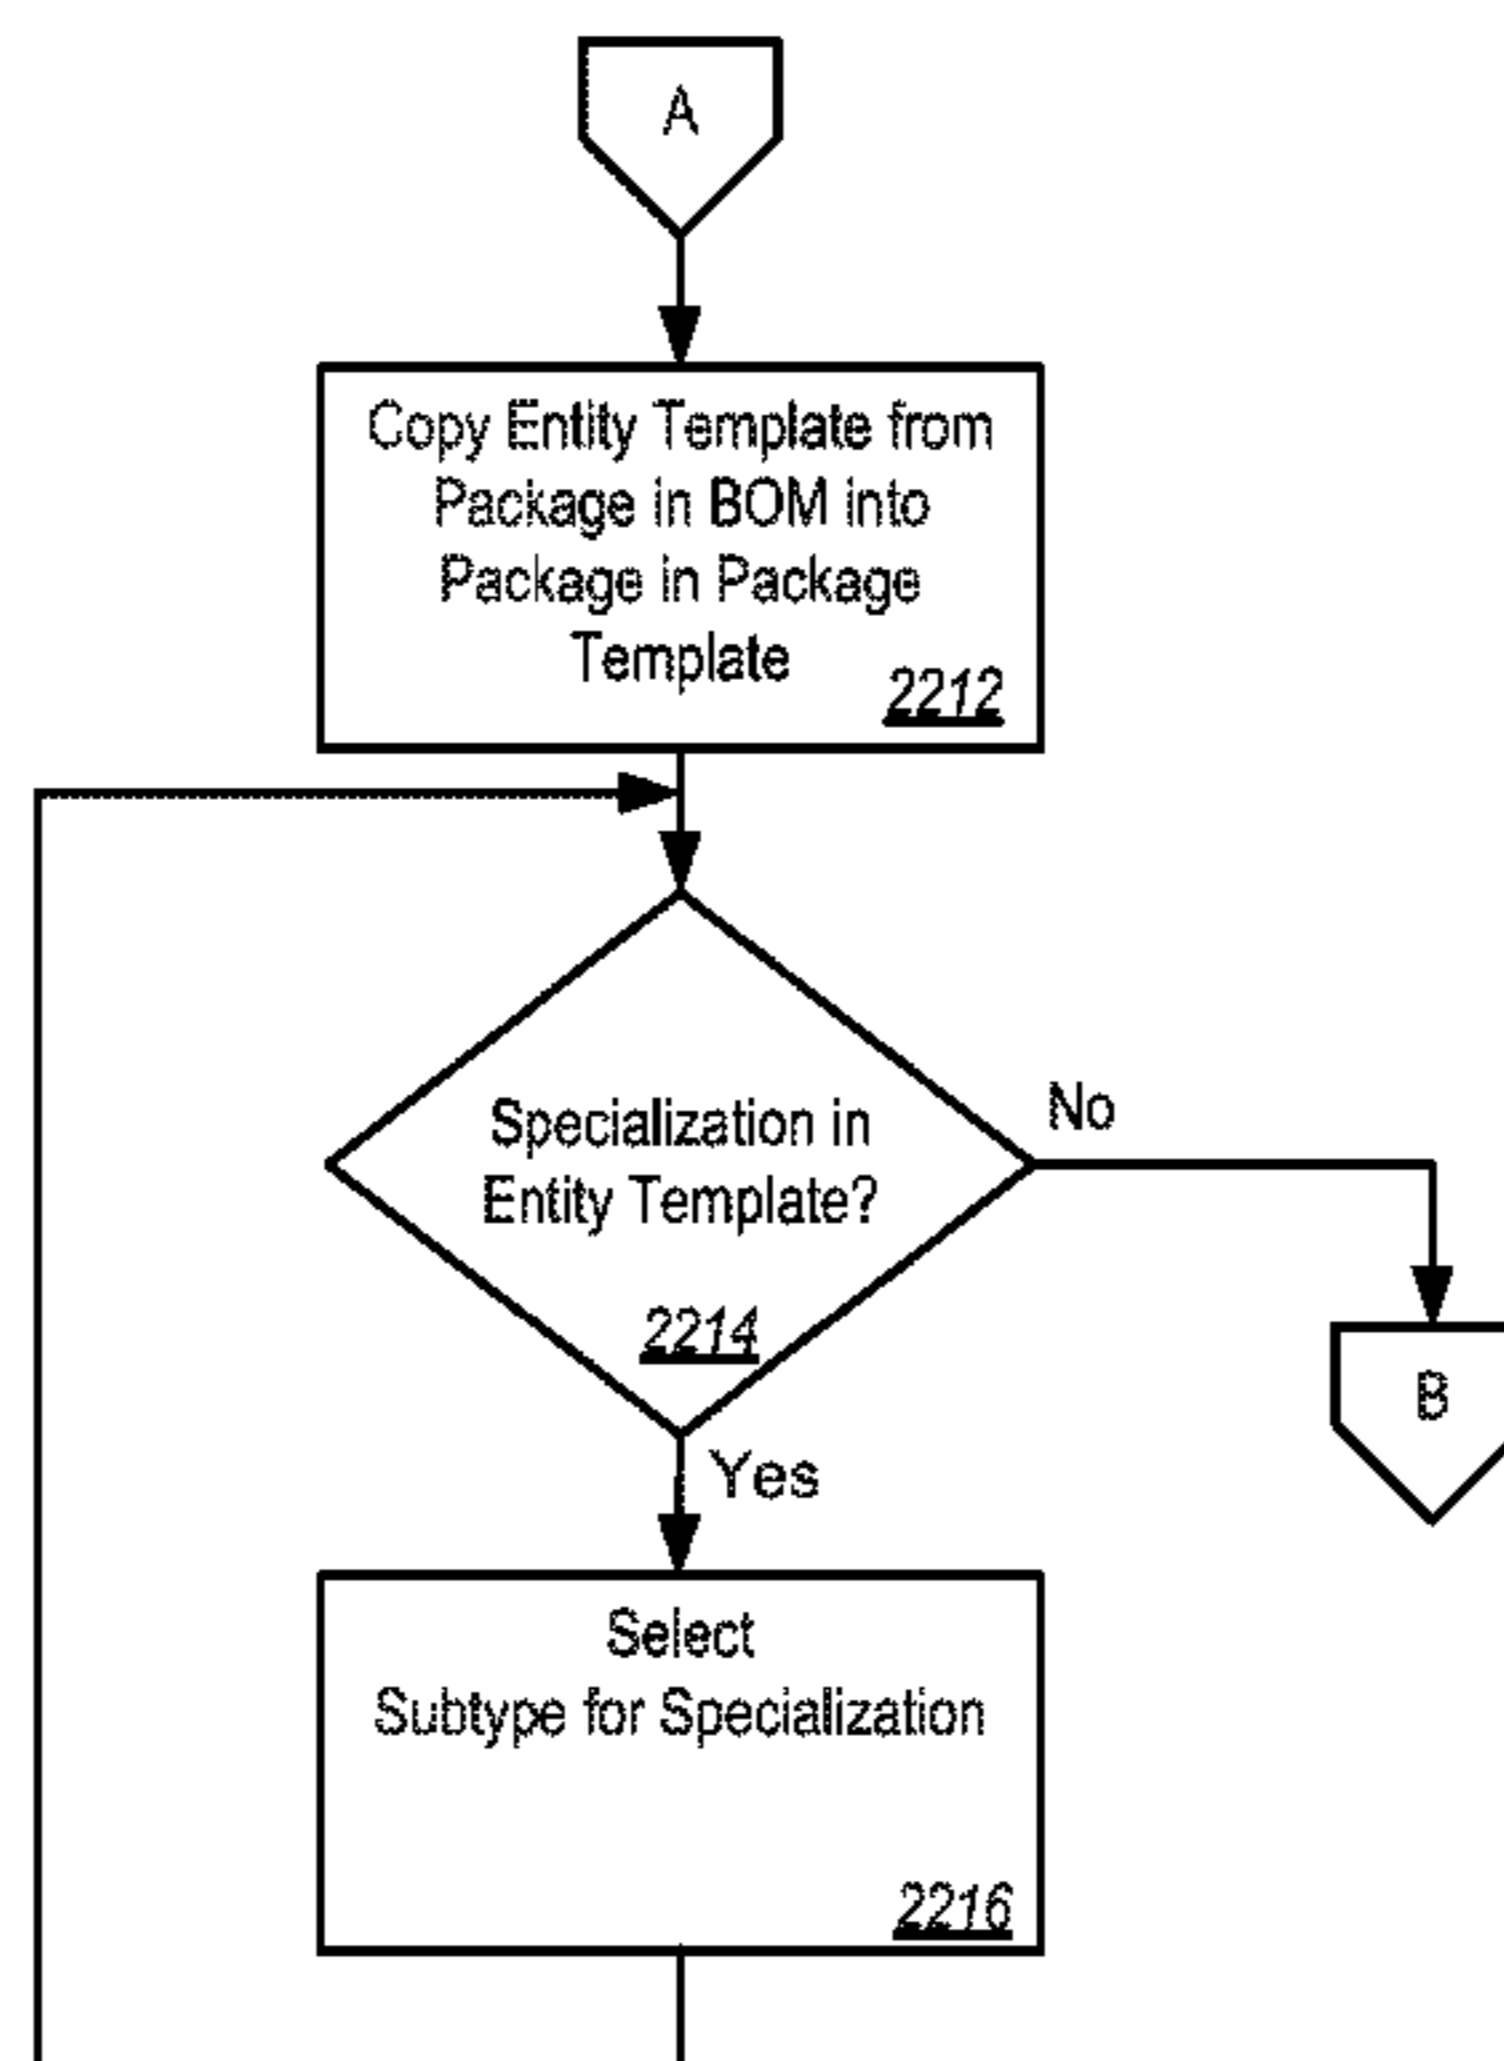 A
Copy Entity Template from
Package in BOM into
Package in Package
Template
2212
Specialization in
Entity Template?
2214
No
B
Yes
Select
Subtype for Specialization
2216